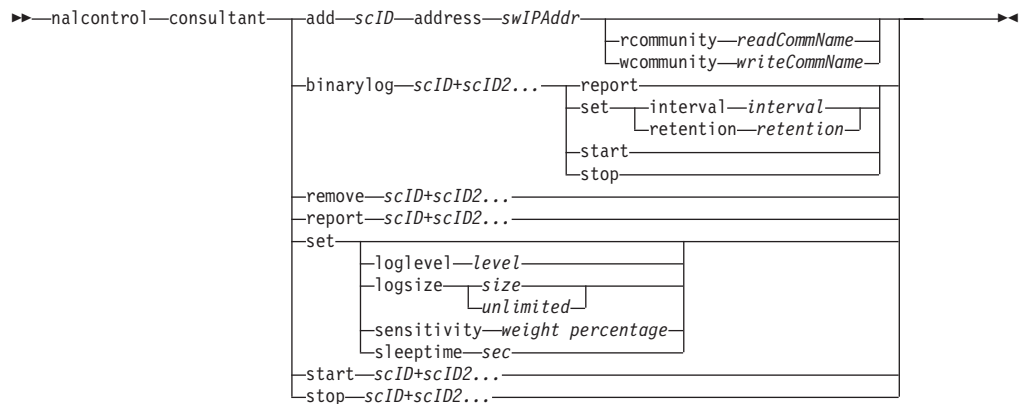 nalcontrol consultant add scID address swIPAddr
rcommunity readCommName
wcommunity writeCommName
binarylog scID+scID2... report
set interval interval
retention retention
start
stop
remove scID+scID2...
report scID+scID2...
set
loglevel level
logsize size
unlimited
sensitivity weight percentage
sleeptime sec
start scID+scID2...
stop scID+scID2...